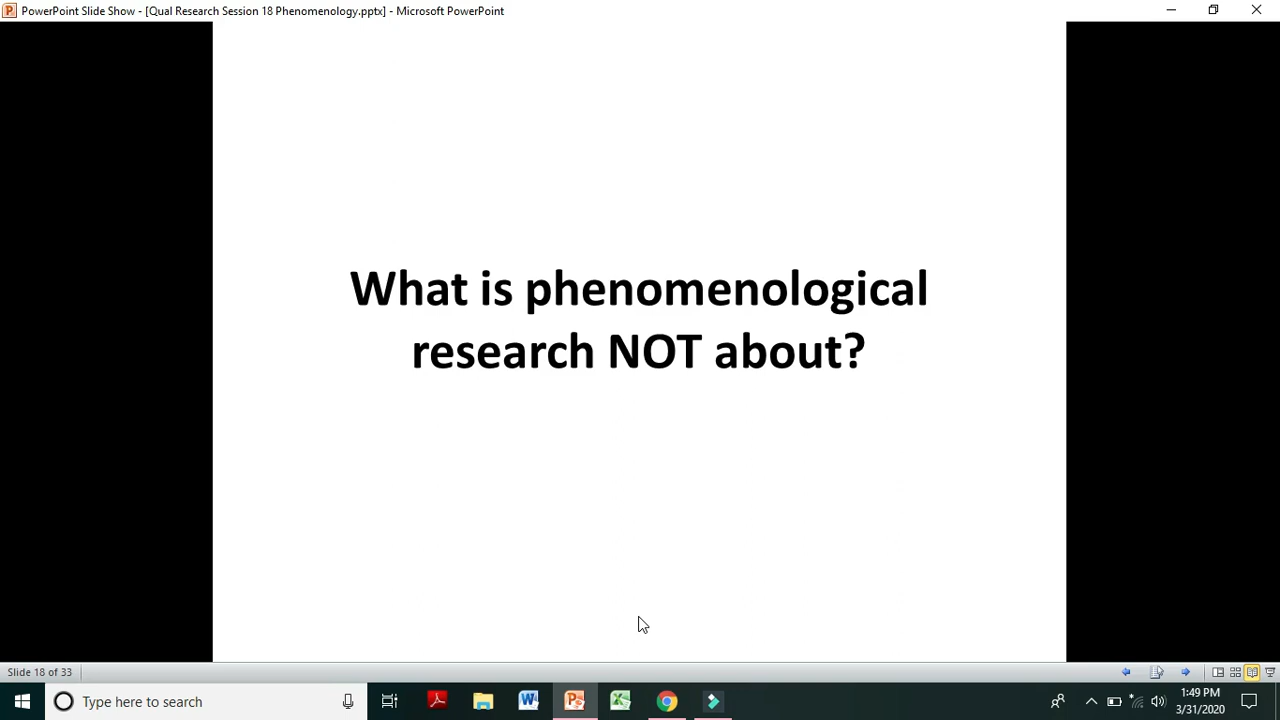 PowerPoint Slide Show - [Qual Research Session 18 Phenomenology.pptx] - Microsoft PowerPoint
What is phenomenological
research NOT about?
Slide 18 of 33
Type here to search
1:49 PM
3/31/2020